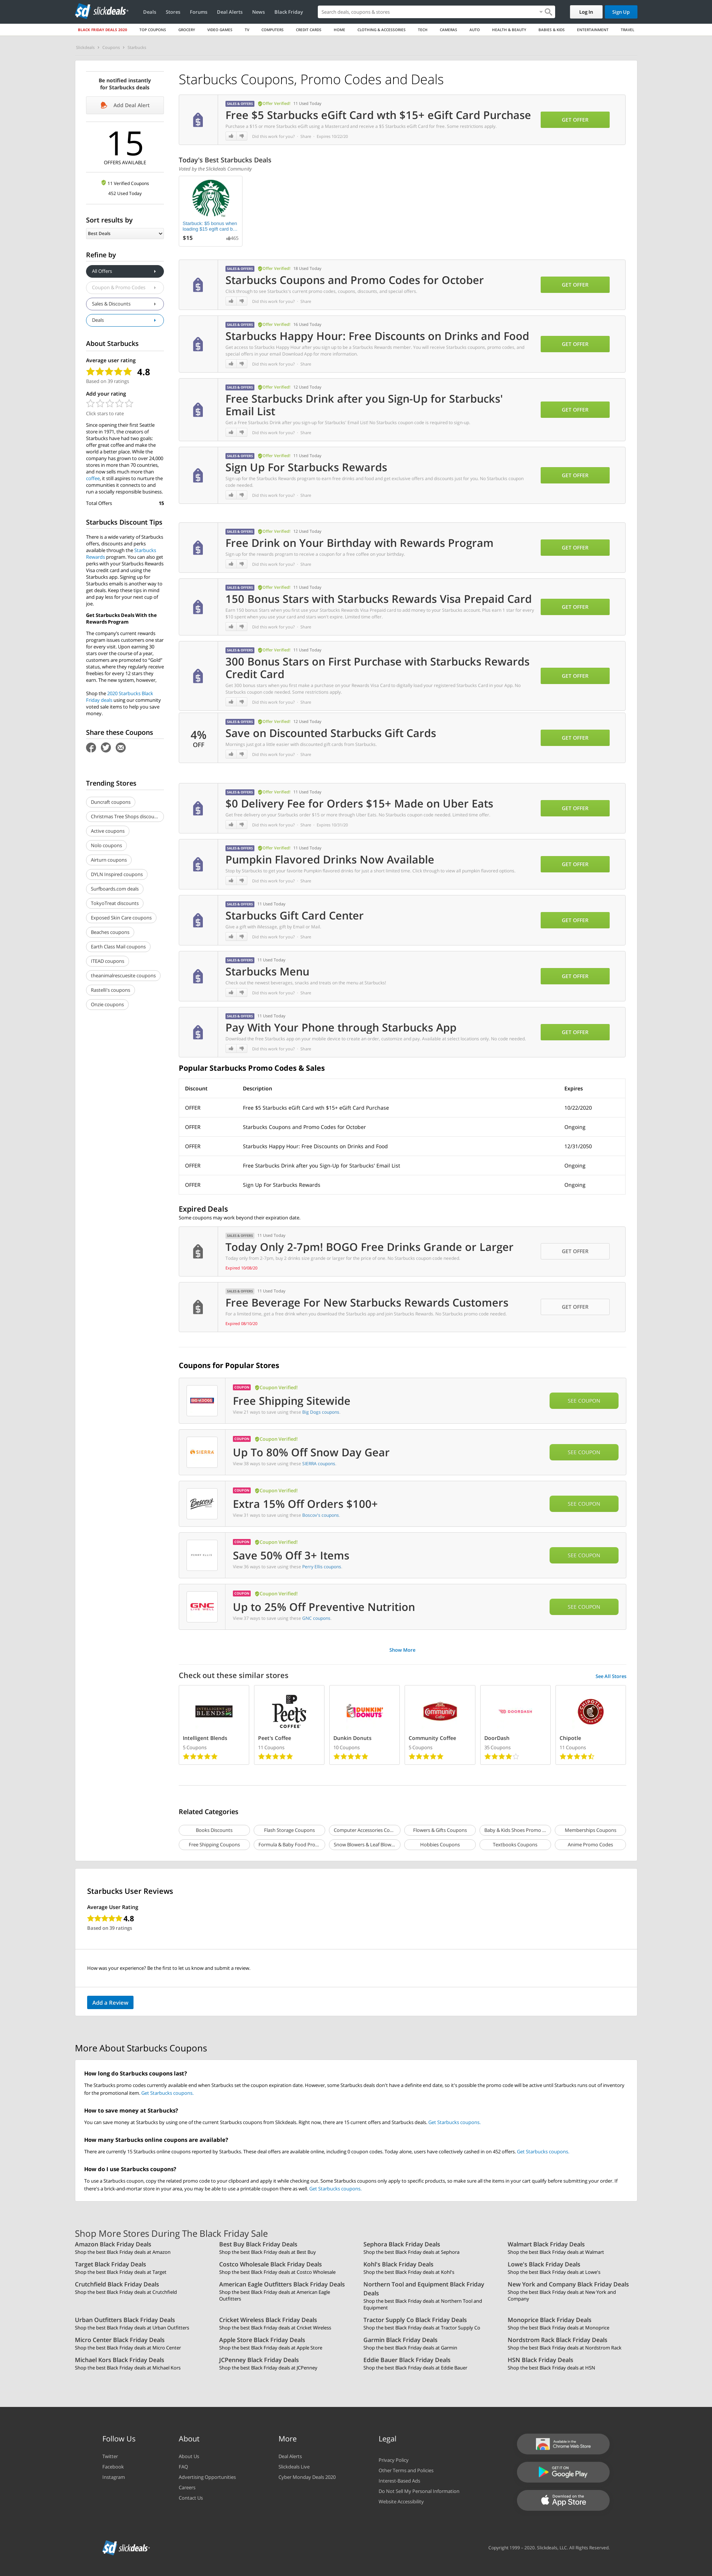 sd slickdeals
Deals
Stores
Forums
Deal Alerts
News
Black Friday
Search deals, coupons & stores
Log In
Sign Up
BLACK FRIDAY DEALS 2020
TOP COUPONS
GROCERY
VIDEO GAMES
TV
COMPUTERS
CREDIT CARDS
HOME
CLOTHING & ACCESSORIES
TECH
CAMERAS
AUTO
HEALTH & BEAUTY
BABIES & KIDS
ENTERTAINMENT
TRAVEL
Slickdeals > Coupons > Starbucks
Be notified instantly
for Starbucks deals
Add Deal Alert
15
OFFERS AVAILABLE
11 Verified Coupons
452 Used Today
Sort results by
Best Deals
Refine by
All Offers
Coupon & Promo Codes
Sales & Discounts
Deals
About Starbucks
Average user rating
4.8
Based on 39 ratings
Add your rating
Click stars to rate
Since opening their first Seattle
store in 1971, the creators of
Starbucks have had two goals:
offer great coffee and make the
world a better place. While the
company has grown to over 24,000
stores in more than 70 countries,
and now sells much more than
coffee, it still aspires to nurture the
communities it connects to and
run a socially responsible business.
Total Offers 15
Starbucks Discount Tips
There is a wide variety of Starbucks
offers, discounts and perks
available through the Starbucks
Rewards program. You can also get
perks with your Starbucks Rewards
Visa credit card and using the
Starbucks app. Signing up for
Starbucks emails is another way to
get deals. Keep these tips in mind
and pay less for your next cup of
joe.
Get Starbucks Deals With the
Rewards Program
The company's current rewards
program issues customers one star
for every visit. Upon earning 30
stars over the course of a year,
customers are promoted to "Gold"
status, where they regularly receive
freebies for every 12 stars they
earn. The new system, however,
Shop the 2020 Starbucks Black
Friday deals using our community
voted sale items to help you save
money.
Share these Coupons
Trending Stores
Duncraft coupons
Christmas Tree Shops discou...
Active coupons
Nolo coupons
Airturn coupons
DYLN Inspired coupons
Surfboards.com deals
TokyoTreat discounts
Exposed Skin Care coupons
Beaches coupons
Earth Class Mail coupons
ITEAD coupons
theanimalrescuesite coupons
Rastelli's coupons
Onzie coupons
Starbucks Coupons, Promo Codes and Deals
SALES & OFFERS Offer Verified! 11 Used Today
Free $5 Starbucks eGift Card wth $15+ eGift Card Purchase
Purchase a $15 or more Starbucks eGift using a Mastercard and receive a $5 Starbucks eGift Card for free. Some restrictions apply.
Did this work for you? Share Expires 10/22/20
GET OFFER
Today's Best Starbucks Deals
Voted by the Slickdeals Community
Starbuck: $5 bonus when
loading $15 egift card b...
$15
465
SALES & OFFERS Offer Verified! 18 Used Today
Starbucks Coupons and Promo Codes for October
Click through to see Starbucks's current promo codes, coupons, discounts, and special offers.
Did this work for you? Share
GET OFFER
SALES & OFFERS Offer Verified! 16 Used Today
Starbucks Happy Hour: Free Discounts on Drinks and Food
Get access to Starbucks Happy Hour after you sign up to be a Starbucks Rewards member. You will receive Starbucks coupons, promo codes, and
special offers in your email Download App for more information.
Did this work for you? Share
GET OFFER
SALES & OFFERS Offer Verified! 12 Used Today
Free Starbucks Drink after you Sign-Up for Starbucks'
Email List
Get a Free Starbucks Drink after you signup for Starbucks' Email List! No Starbucks coupon code is required to sign up.
Did this work for you? Share
GET OFFER
SALES & OFFERS Offer Verified! 11 Used Today
Sign Up For Starbucks Rewards
Sign up for the Starbucks Rewards program to earn free drinks and food and get exclusive offers and discounts just for you. No Starbucks coupon
code needed.
Did this work for you? Share
GET OFFER
SALES & OFFERS Offer Verified! 12 Used Today
Free Drink on Your Birthday with Rewards Program
Sign up for the rewards program to receive a coupon for a free coffee on your birthday.
Did this work for you? Share
GET OFFER
SALES & OFFERS Offer Verified! 11 Used Today
150 Bonus Stars with Starbucks Rewards Visa Prepaid Card
Earn 150 bonus Stars when you first use your Starbucks Rewards Visa Prepaid Card to add money to your Starbucks account. Plus earn 1 star for every
$10 spent when you use your card and stars won't expire. Limited time offer.
Did this work for you? Share
GET OFFER
SALES & OFFERS Offer Verified! 11 Used Today
300 Bonus Stars on First Purchase with Starbucks Rewards
Credit Card
Get 300 bonus stars when you first make a purchase on your Rewards Visa Card to digitally load your registered Starbucks Card in your App. No
Starbucks coupon code needed. Some restrictions apply.
Did this work for you? Share
GET OFFER
4%
OFF
SALES & OFFERS Offer Verified! 12 Used Today
Save on Discounted Starbucks Gift Cards
Mornings just got a little easier with discounted gift cards from Starbucks.
Did this work for you? Share
GET OFFER
SALES & OFFERS Offer Verified! 11 Used Today
$0 Delivery Fee for Orders $15+ Made on Uber Eats
Get free delivery on your Starbucks order $15 or more through Uber Eats. No Starbucks coupon code needed. Limited time offer.
Did this work for you? Share
GET OFFER
SALES & OFFERS Offer Verified! 11 Used Today
Pumpkin Flavored Drinks Now Available
Stop by Starbucks to get your favorite Pumpkin flavored drinks for just a short limited time. Click through to view all pumpkin flavored options.
Did this work for you? Share
GET OFFER
SALES & OFFERS 11 Used Today
Starbucks Gift Card Center
Give a gift with iMessage, gift by Email or Mail.
Did this work for you? Share
GET OFFER
SALES & OFFERS 11 Used Today
Starbucks Menu
Check out the newest beverages, snacks and treats on the menu at Starbucks!
Did this work for you? Share
GET OFFER
SALES & OFFERS 11 Used Today
Pay With Your Phone through Starbucks App
Download the free Starbucks app on your mobile device to create an order, customize and pay. Available at select locations only. No code needed.
Did this work for you? Share
GET OFFER
Popular Starbucks Promo Codes & Sales
Discount Description Expires
OFFER Free $5 Starbucks eGift Card wth $15+ eGift Card Purchase 10/22/2020
OFFER Starbucks Coupons and Promo Codes for October Ongoing
OFFER Starbucks Happy Hour: Free Discounts on Drinks and Food 12/31/2050
OFFER Free Starbucks Drink after you Sign-Up for Starbucks' Email List Ongoing
OFFER Sign Up For Starbucks Rewards Ongoing
Expired Deals
Some coupons may work beyond their expiration date.
SALES & OFFERS 11 Used Today
Today Only 2-7pm! BOGO Free Drinks Grande or Larger
Today only from 2-7pm, buy 2 drinks size grande or larger for the price of one. No Starbucks coupon code needed.
Expired 10/08/20
GET OFFER
SALES & OFFERS 11 Used Today
Free Beverage For New Starbucks Rewards Customers
For a limited time, get a free drink when you download the Starbucks app and join Starbucks Rewards. No Starbucks promo code needed.
Expired 08/10/20
GET OFFER
Coupons for Popular Stores
COUPON Coupon Verified!
Free Shipping Sitewide
View 21 ways to save using these Big Dogs coupons.
SEE COUPON
SIERRA
COUPON Coupon Verified!
Up To 80% Off Snow Day Gear
View 38 ways to save using these SIERRA coupons.
SEE COUPON
Boscov's
COUPON Coupon Verified!
Extra 15% Off Orders $100+
View 31 ways to save using these Boscov's coupons.
SEE COUPON
PERRY ELLIS
COUPON Coupon Verified!
Save 50% Off 3+ Items
View 36 ways to save using these Perry Ellis coupons.
SEE COUPON
GNC
LIVE WELL
COUPON Coupon Verified!
Up to 25% Off Preventive Nutrition
View 37 ways to save using these GNC coupons.
SEE COUPON
Show More
Check out these similar stores
See All Stores
INTELLIGENT
BLENDS
Intelligent Blends
5 Coupons
Peet's
COFFEE
Peet's Coffee
11 Coupons
DUNKIN'
DONUTS
Dunkin Donuts
10 Coupons
Community
Coffee
Community Coffee
5 Coupons
DOORDASH
DoorDash
35 Coupons
CHIPOTLE
Chipotle
11 Coupons
Related Categories
Books Discounts
Flash Storage Coupons
Computer Accessories Co...
Flowers & Gifts Coupons
Baby & Kids Shoes Promo ...
Memberships Coupons
Free Shipping Coupons
Formula & Baby Food Pro...
Snow Blowers & Leaf Blow...
Hobbies Coupons
Textbooks Coupons
Anime Promo Codes
Starbucks User Reviews
Average User Rating
4.8
Based on 39 ratings
How was your experience? Be the first to let us know and submit a review.
Add a Review
More About Starbucks Coupons
How long do Starbucks coupons last?
The Starbucks promo codes currently available end when Starbucks set the coupon expiration date. However, some Starbucks deals don't have a definite end date, so it's possible the promo code will be active until Starbucks runs out of inventory
for the promotional item. Get Starbucks coupons.
How to save money at Starbucks?
You can save money at Starbucks by using one of the current Starbucks coupons from Slickdeals. Right now, there are 15 current offers and Starbucks deals. Get Starbucks coupons.
How many Starbucks online coupons are available?
There are currently 15 Starbucks online coupons reported by Starbucks. These deal offers are available online, including 0 coupon codes. Today alone, users have collectively cashed in on 452 offers. Get Starbucks coupons.
How do I use Starbucks coupons?
To use a Starbucks coupon, copy the related promo code to your clipboard and apply it while checking out. Some Starbucks coupons only apply to specific products, so make sure all the items in your cart qualify before submitting your order. If
there's a brick-and-mortar store in your area, you may be able to use a printable coupon there as well. Get Starbucks coupons.
Shop More Stores During The Black Friday Sale
Amazon Black Friday Deals
Shop the best Black Friday deals at Amazon
Best Buy Black Friday Deals
Shop the best Black Friday deals at Best Buy
Sephora Black Friday Deals
Shop the best Black Friday deals at Sephora
Walmart Black Friday Deals
Shop the best Black Friday deals at Walmart
Target Black Friday Deals
Shop the best Black Friday deals at Target
Costco Wholesale Black Friday Deals
Shop the best Black Friday deals at Costco Wholesale
Kohl's Black Friday Deals
Shop the best Black Friday deals at Kohl's
Lowe's Black Friday Deals
Shop the best Black Friday deals at Lowe's
Crutchfield Black Friday Deals
Shop the best Black Friday deals at Crutchfield
American Eagle Outfitters Black Friday Deals
Shop the best Black Friday deals at American Eagle
Outfitters
Northern Tool and Equipment Black Friday
Deals
Shop the best Black Friday deals at Northern Tool and
Equipment
New York and Company Black Friday Deals
Shop the best Black Friday deals at New York and
Company
Urban Outfitters Black Friday Deals
Shop the best Black Friday deals at Urban Outfitters
Cricket Wireless Black Friday Deals
Shop the best Black Friday deals at Cricket Wireless
Tractor Supply Co Black Friday Deals
Shop the best Black Friday deals at Tractor Supply Co
Monoprice Black Friday Deals
Shop the best Black Friday deals at Monoprice
Micro Center Black Friday Deals
Shop the best Black Friday deals at Micro Center
Apple Store Black Friday Deals
Shop the best Black Friday deals at Apple Store
Garmin Black Friday Deals
Shop the best Black Friday deals at Garmin
Nordstrom Rack Black Friday Deals
Shop the best Black Friday deals at Nordstrom Rack
Michael Kors Black Friday Deals
Shop the best Black Friday deals at Michael Kors
JCPenney Black Friday Deals
Shop the best Black Friday deals at JCPenney
Eddie Bauer Black Friday Deals
Shop the best Black Friday deals at Eddie Bauer
HSN Black Friday Deals
Shop the best Black Friday deals at HSN
Follow Us
Twitter
Facebook
Instagram
About
About Us
FAQ
Advertising Opportunities
Careers
Contact Us
More
Deal Alerts
Slickdeals Live
Cyber Monday Deals 2020
Legal
Privacy Policy
Other Terms and Policies
Interest-Based Ads
Do Not Sell My Personal Information
Website Accessibility
Available in the
Chrome Web Store
GET IT ON
Google Play
Download on the
App Store
sd slickdeals
Copyright 1999 - 2020. Slickdeals, LLC. All Rights Reserved.